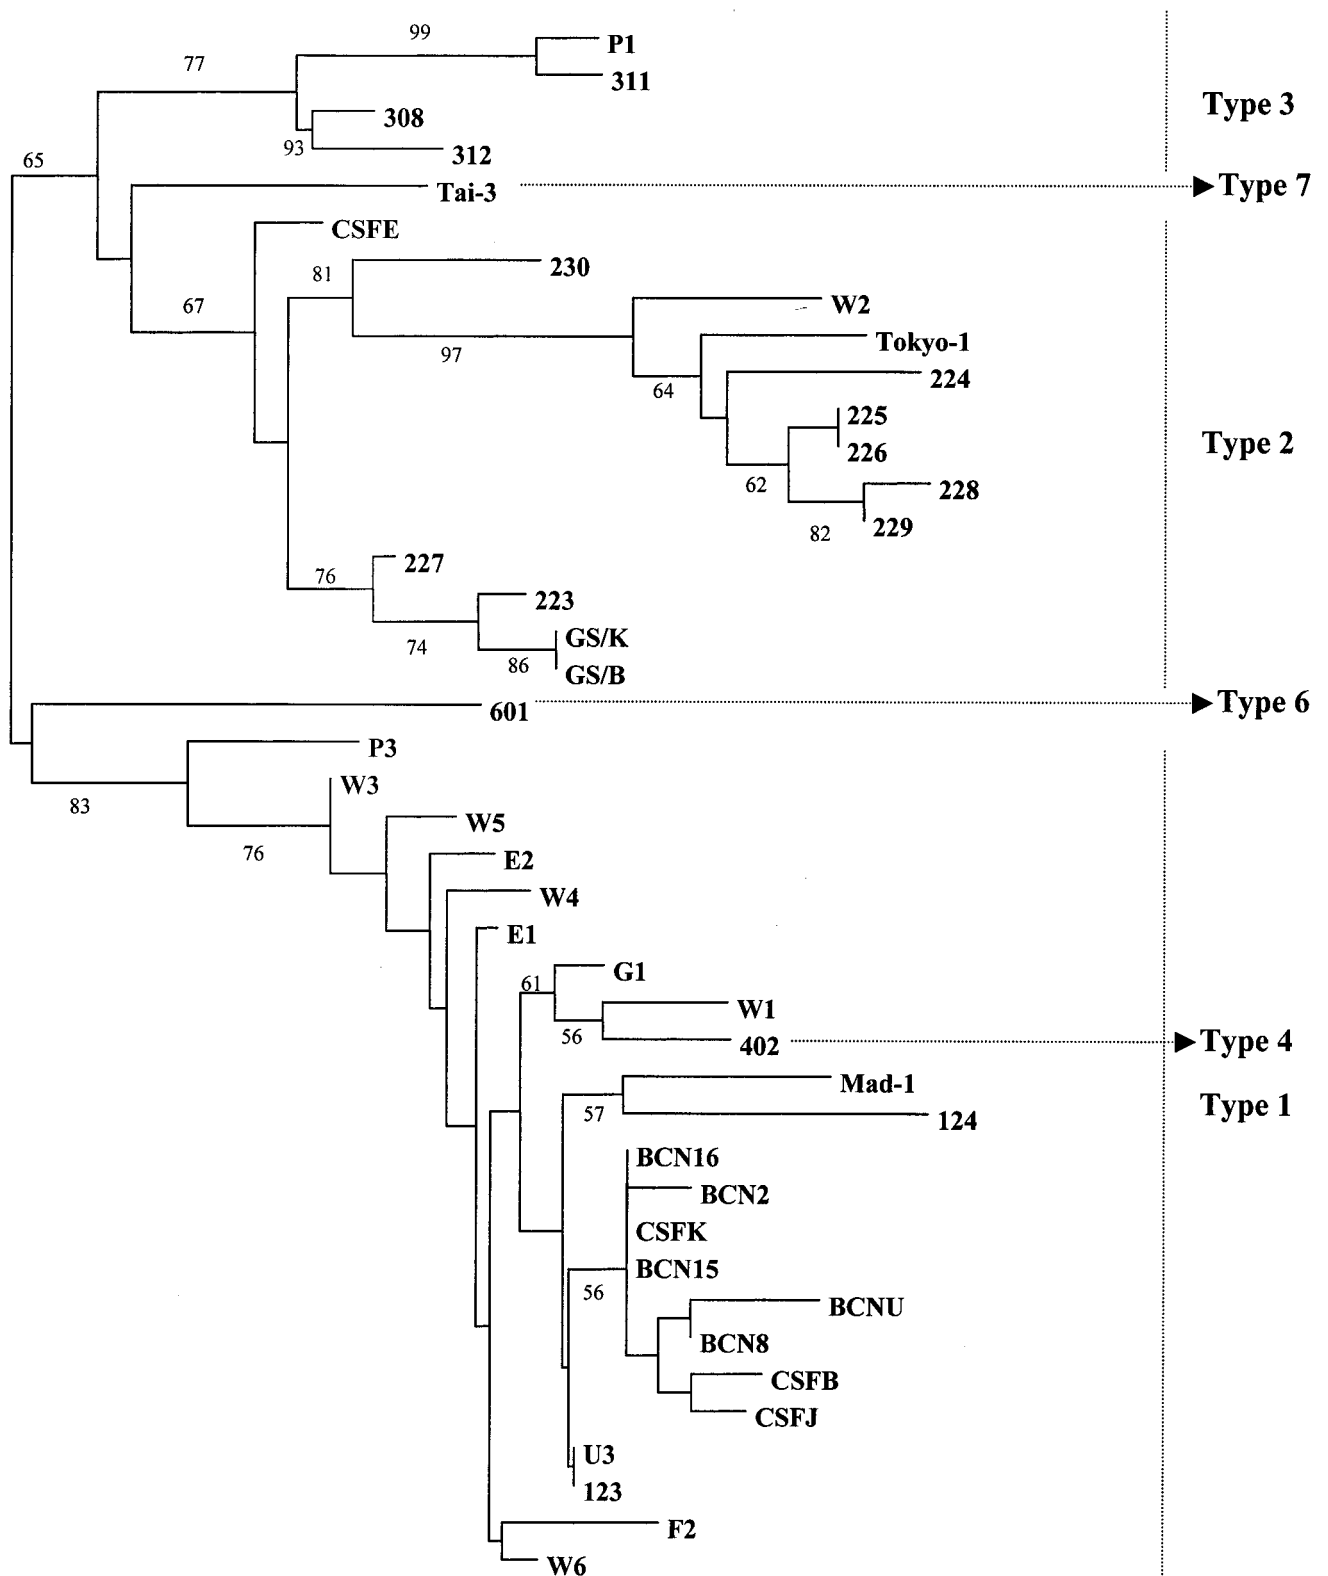 99
P1
77
311
Type 3
308
93
312
65
Tai-3
Type 7
CSFE
81
230
67
W2
97
Tokyo-1
64
224
225
Type 2
226
62
228
82
229
227
76
223
74
GS/K
86
GS/B
601
Type 6
P3
W3
83
W5
76
E2
W4
E1
G1
61
W1
56
402
Type 4
Mad-1
57
Type 1
124
BCN16
BCN2
CSFK
BCN15
56
BCNU
BCN8
CSFB
CSFJ
U3
123
F2
W6